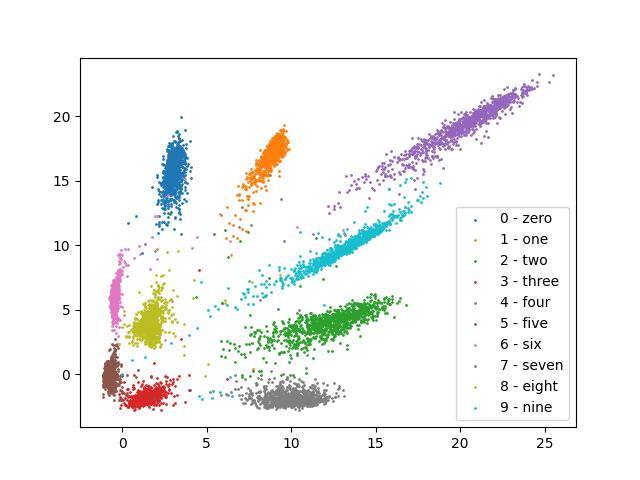 20
15
10
5
0
0 - zero
1 - one
2 - two
3 - three
4 - four
5 - five
6 - six
7 - seven
8 - eight
9 - nine
0 5 10 15 20 25